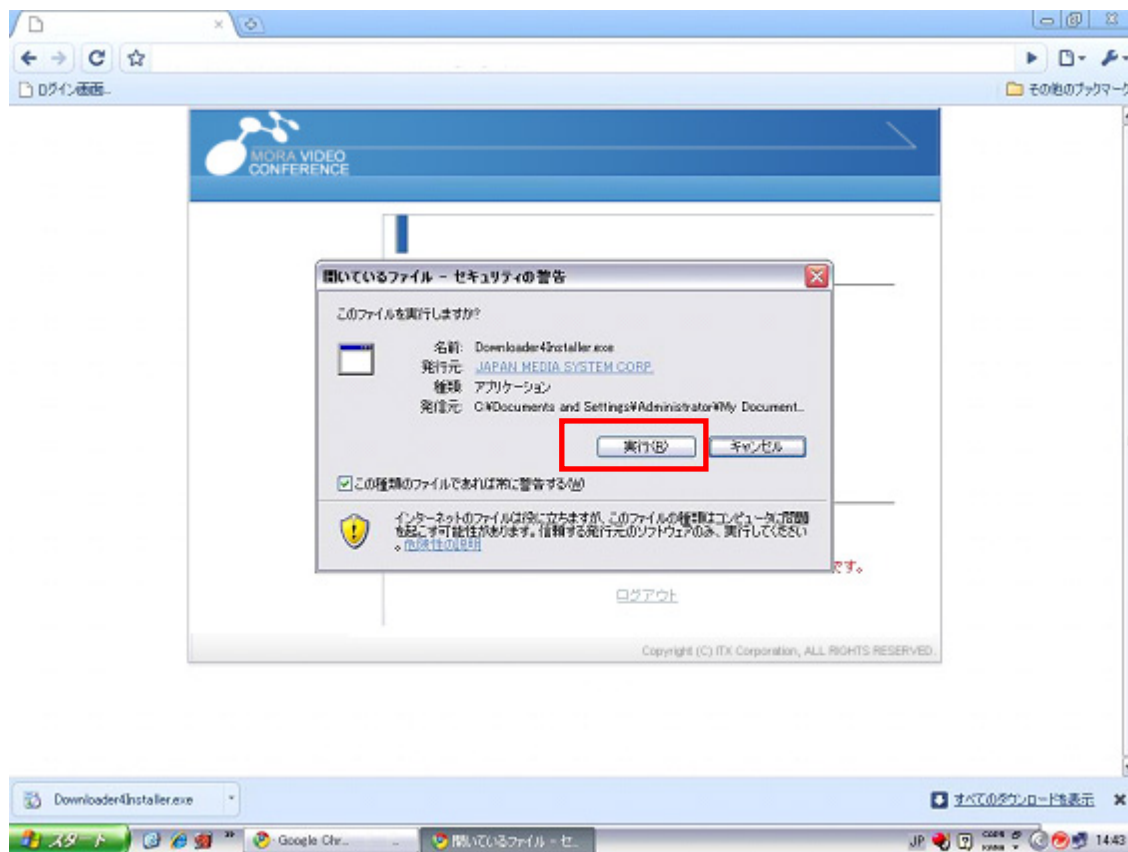 ログイン画面..
その他のブックマーク
MORA VIDEO
CONFERENCE
開いているファイル - セキュリティの警告
このファイルを実行しますか?
名前: Downloader4Installer.exe
発行元: JAPAN MEDIA SYSTEM CORP.
種類: アプリケーション
発信元: C:¥Documents and Settings¥Administrator¥My Document...
実行(R) キャンセル
この種類のファイルであれば常に警告する(W)
インターネットのファイルは役に立ちますが、このファイルの種類はコンピュータに問題
を起こす可能性があります。信頼する発行元のソフトウェアのみ、実行してください
。危険性の説明
です。
ログアウト
Copyright (C) ITX Corporation, ALL RIGHTS RESERVED.
Downloader4Installer.exe
すべてのダウンロードを表示
スタート
Google Chr...
開いているファイル - セ...
JP
CAPS
KANA
14:43